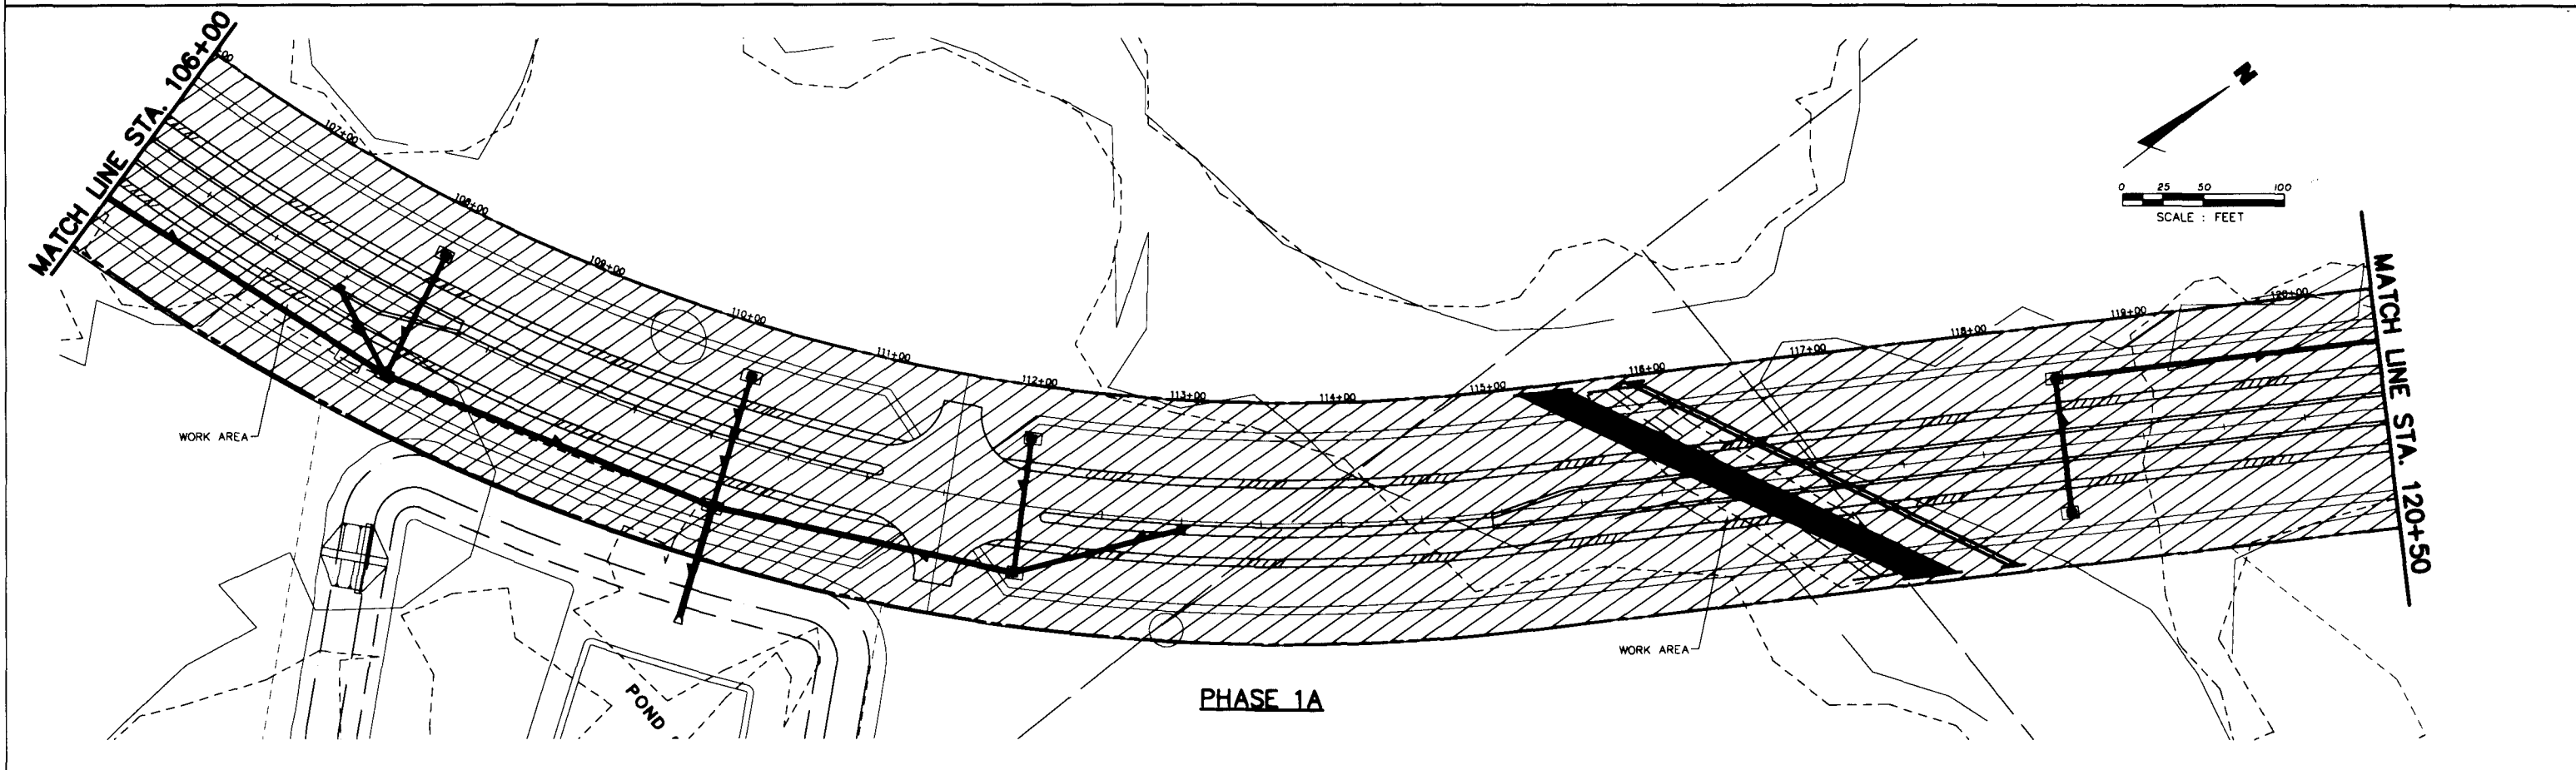 MATCH LINE STA. 106+00
107+00
108+00
109+00
110+00
111+00
112+00
113+00
114+00
115+00
116+00
117+00
118+00
119+00
120+00
N
0 25 50 100
SCALE : FEET
MATCH LINE STA. 120+50
WORK AREA
WORK AREA
POND
PHASE 1A